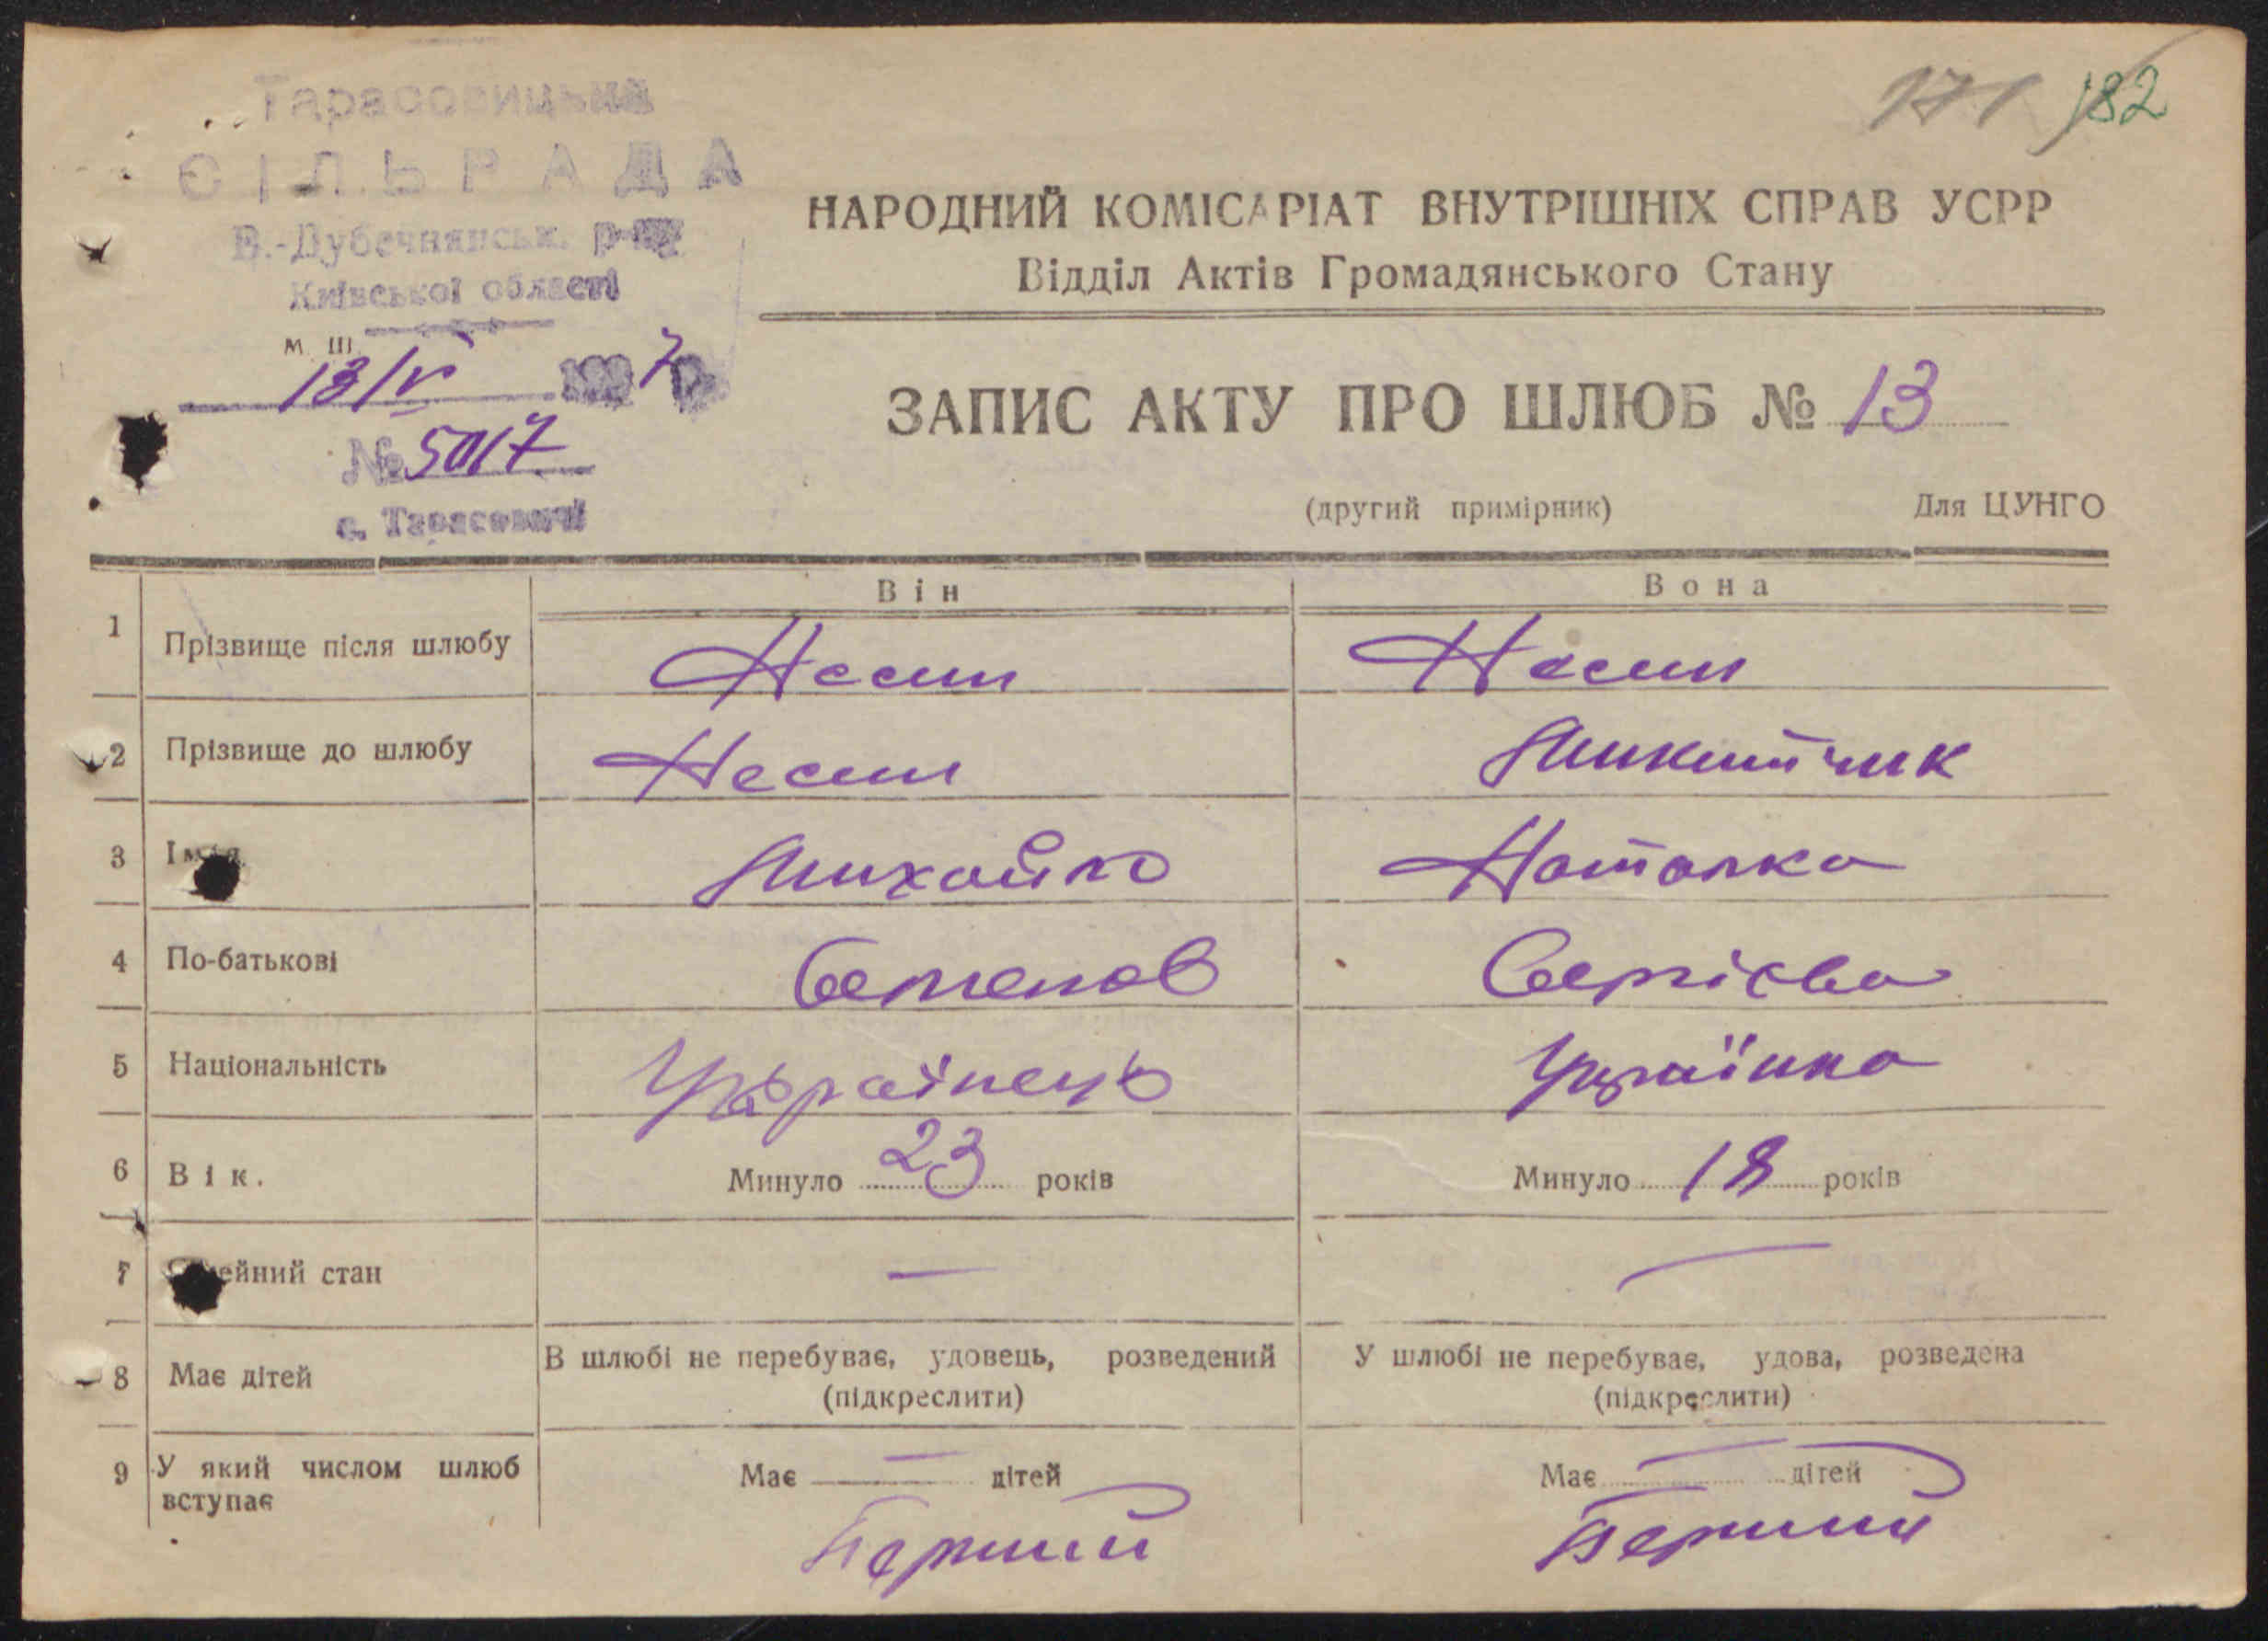 171 182
Тарасовицька
СІЛЬРАДА
В.-Дубечнянськ. р-ну
Київської області
м. ш.
13/VI 1937 р.
№ 5017
с. Тарасовичі
НАРОДНИЙ КОМІСАРІАТ ВНУТРІШНІХ СПРАВ УСРР
Відділ Актів Громадянського Стану
ЗАПИС АКТУ ПРО ШЛЮБ № 13
(другий примірник) Для ЦУНГО
Він Вона
1 Прізвище після шлюбу Несин Несин
2 Прізвище до шлюбу Несин Микитчик
3 Ім'я Михайло Наталка
4 По-батькові Семенов Сергієва
5 Національність Українець Українка
6 Вік. Минуло 23 років Минуло 18 років
7 Сімейний стан — —
8 Має дітей В шлюбі не перебуває, удовець, розведений У шлюбі не перебуває, удова, розведена
(підкреслити) (підкреслити)
9 У який числом шлюб вступає Має — дітей Має — дітей
Перший Перший